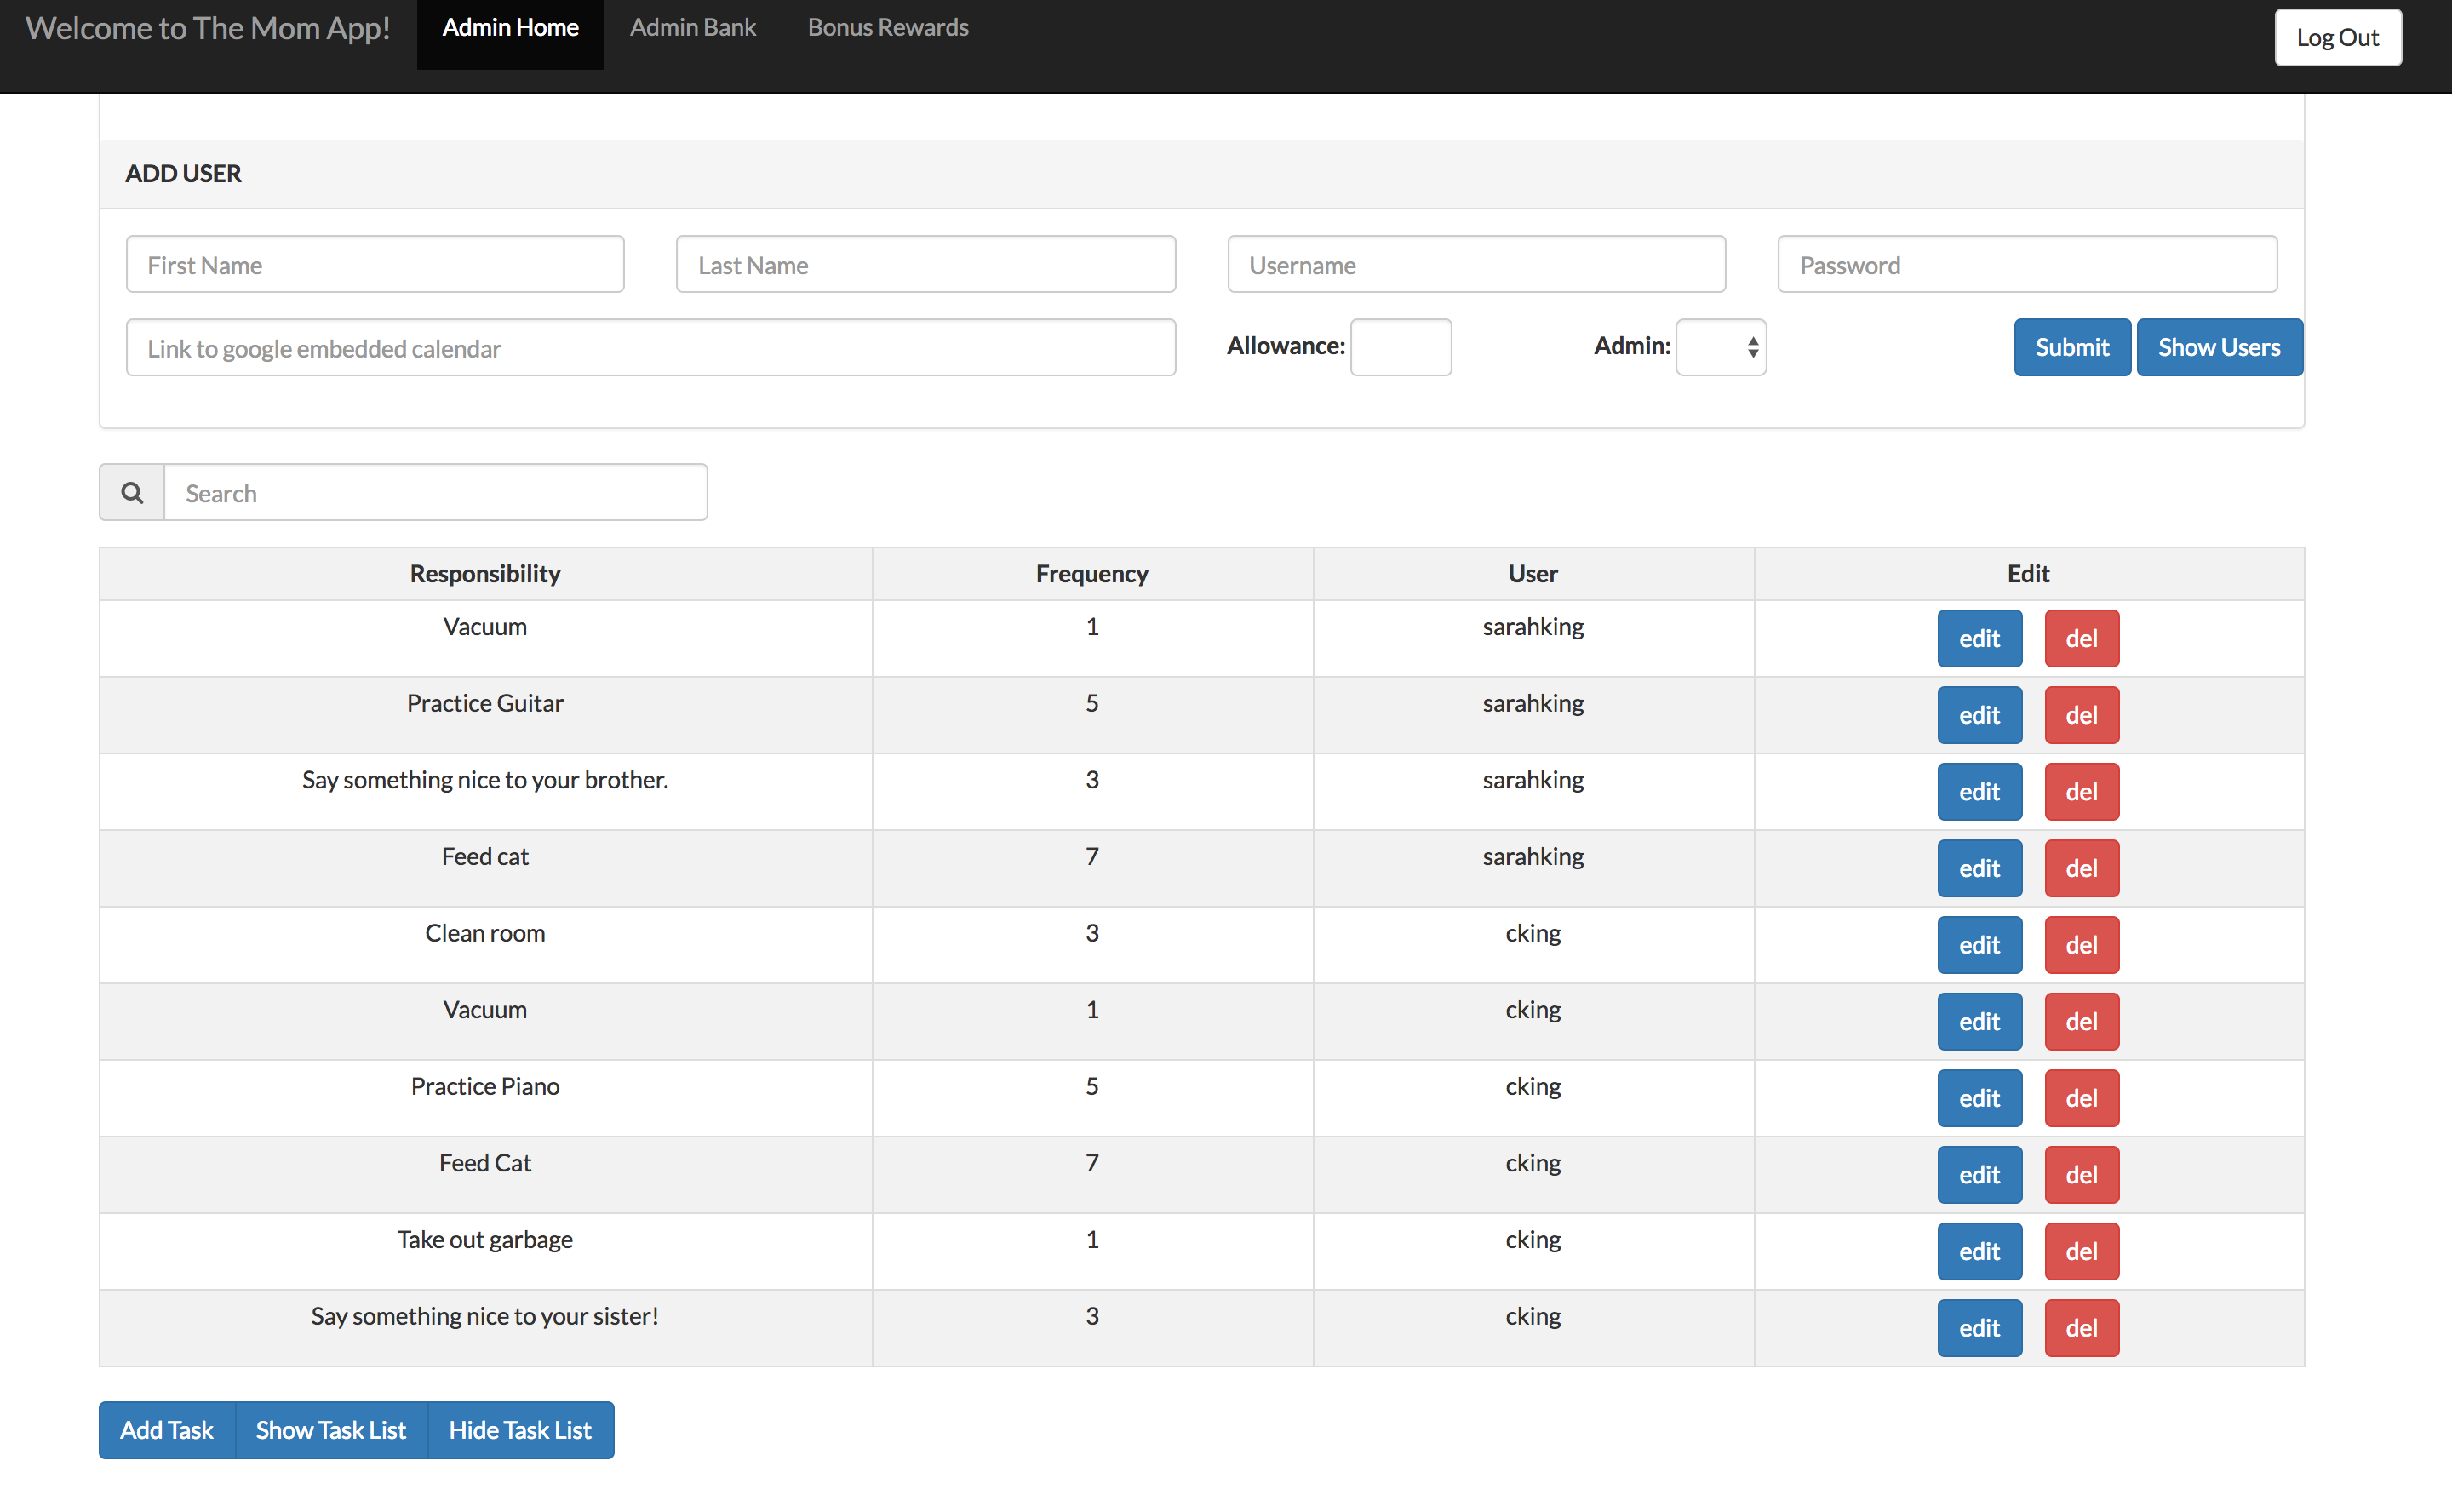 Welcome to The Mom App! Admin Home Admin Bank Bonus Rewards Log Out
ADD USER
First Name Last Name Username Password
Link to google embedded calendar Allowance: Admin: Submit Show Users
Search
Responsibility Frequency User Edit
Vacuum 1 sarahking edit del
Practice Guitar 5 sarahking edit del
Say something nice to your brother. 3 sarahking edit del
Feed cat 7 sarahking edit del
Clean room 3 cking edit del
Vacuum 1 cking edit del
Practice Piano 5 cking edit del
Feed Cat 7 cking edit del
Take out garbage 1 cking edit del
Say something nice to your sister! 3 cking edit del
Add Task Show Task List Hide Task List